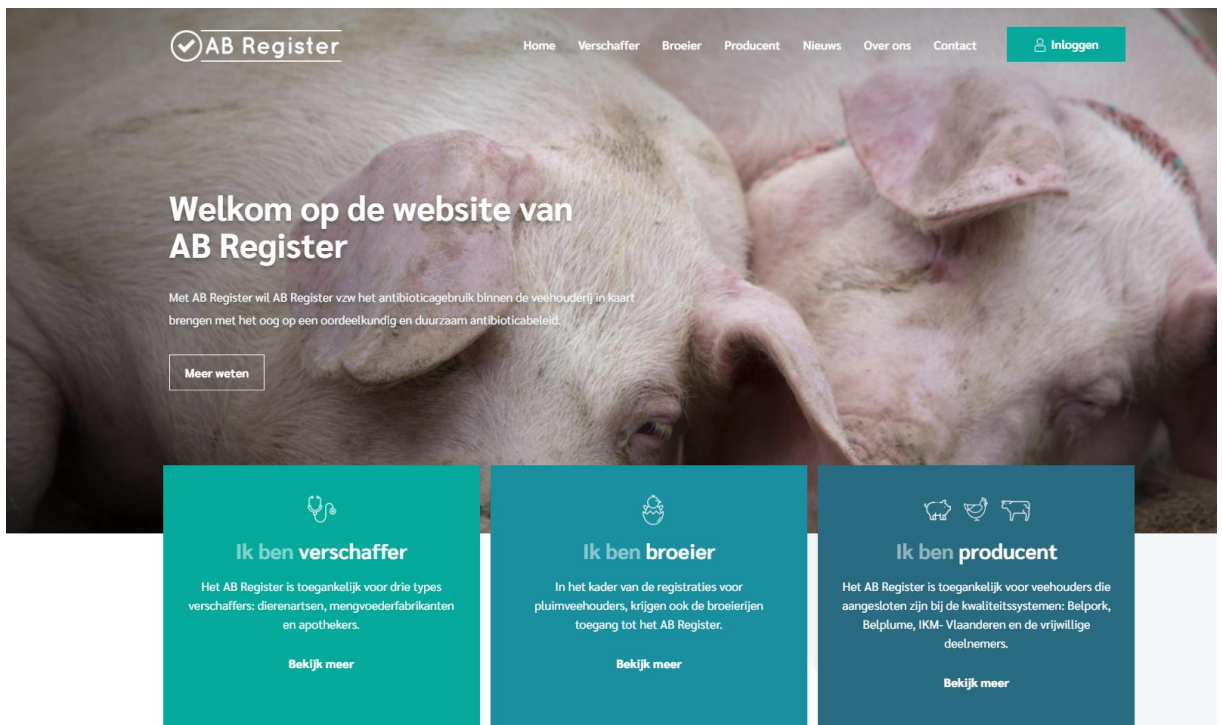 AB Register
Home Verschaffer Broeier Producent Nieuws Over ons Contact Inloggen
Welkom op de website van
AB Register
Met AB Register wil AB Register vzw het antibioticagebruik binnen de veehouderij in kaart
brengen met het oog op een oordeelkundig en duurzaam antibioticabeleid.
Meer weten
Ik ben verschaffer
Het AB Register is toegankelijk voor drie types
verschaffers: dierenartsen, mengvoederfabrikanten
en apothekers.
Bekijk meer
Ik ben broeier
In het kader van de registraties voor
pluimveehouders, krijgen ook de broeierijen
toegang tot het AB Register.
Bekijk meer
Ik ben producent
Het AB Register is toegankelijk voor veehouders die
aangesloten zijn bij de kwaliteitssystemen: Belpork,
Belplume, IKM- Vlaanderen en de vrijwillige
deelnemers.
Bekijk meer